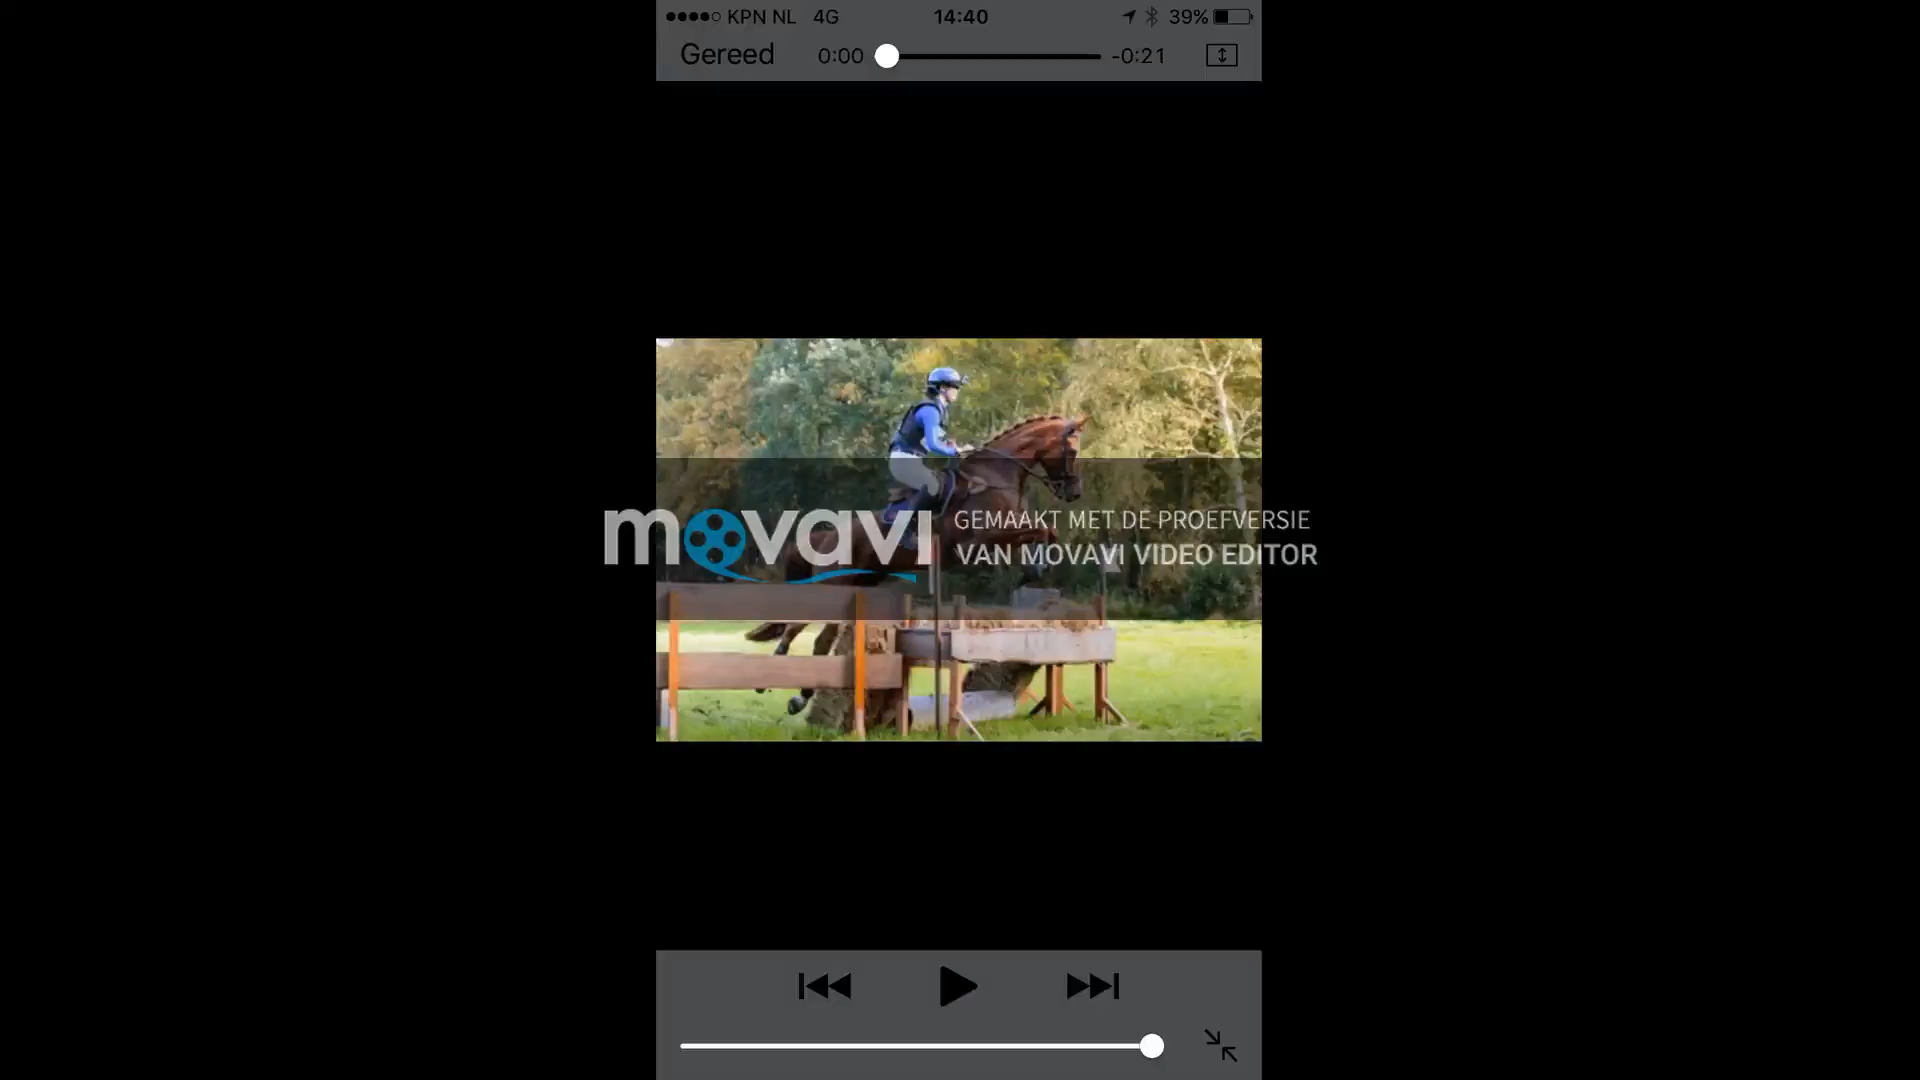 KPN NL 4G 14:40 39%
Gereed 0:00 -0:21
movavi
GEMAAKT MET DE PROEFVERSIE
VAN MOVAVI VIDEO EDITOR